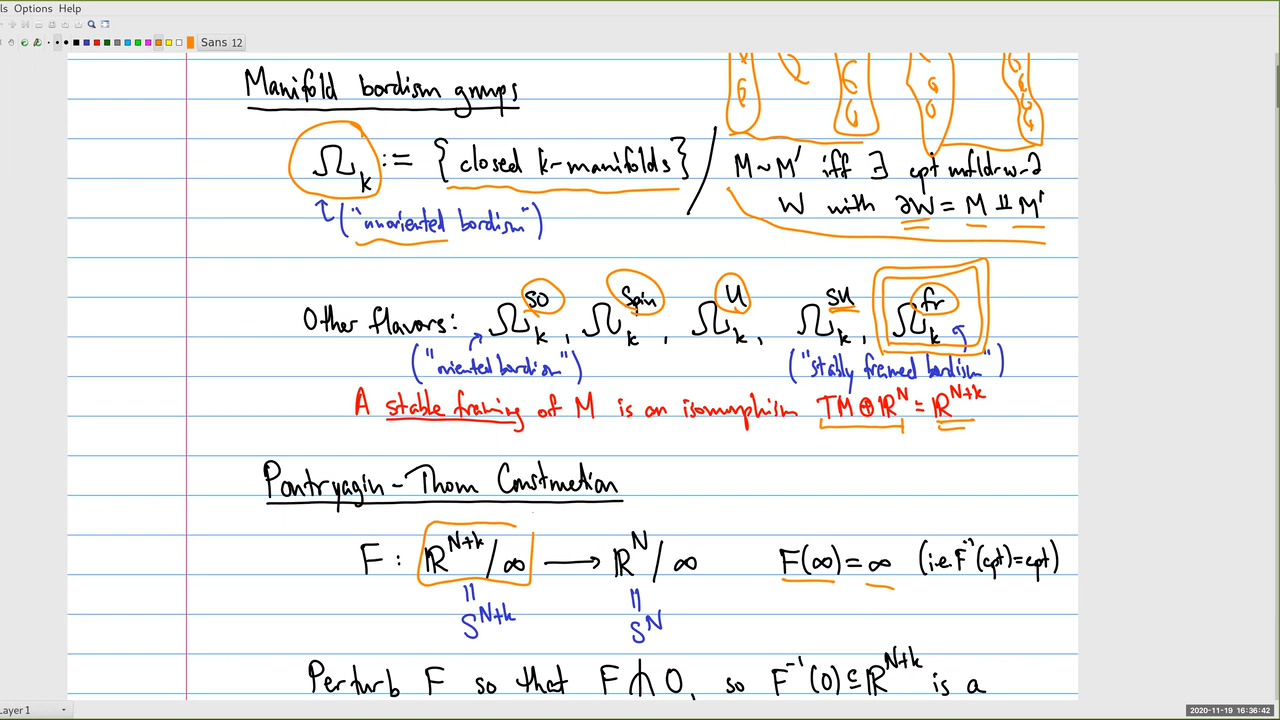 ls Options Help
Sans 12
Manifold bordism groups
Ω_k := { closed k-manifolds } / M ~ M' iff ∃ cpt mfld-w-∂
W with ∂W = M ⨿ M'
("unoriented bordism")
Other flavors: Ω_k^SO, Ω_k^Spin, Ω_k^U, Ω_k^SU, Ω_k^fr
("oriented bordism") ("stably framed bordism")
A stable framing of M is an isomorphism TM ⊕ ℝ^N = ℝ^{N+k}
Pontryagin-Thom Construction
F : ℝ^{N+k}/∞ ⟶ ℝ^N/∞ F(∞) = ∞ (i.e. F^{-1}(cpt)=cpt)
= =
S^{N+k} S^N
Perturb F so that F ⋔ 0, so F^{-1}(0) ⊆ ℝ^{N+k} is a
Layer 1
2020-11-19 16:36:42